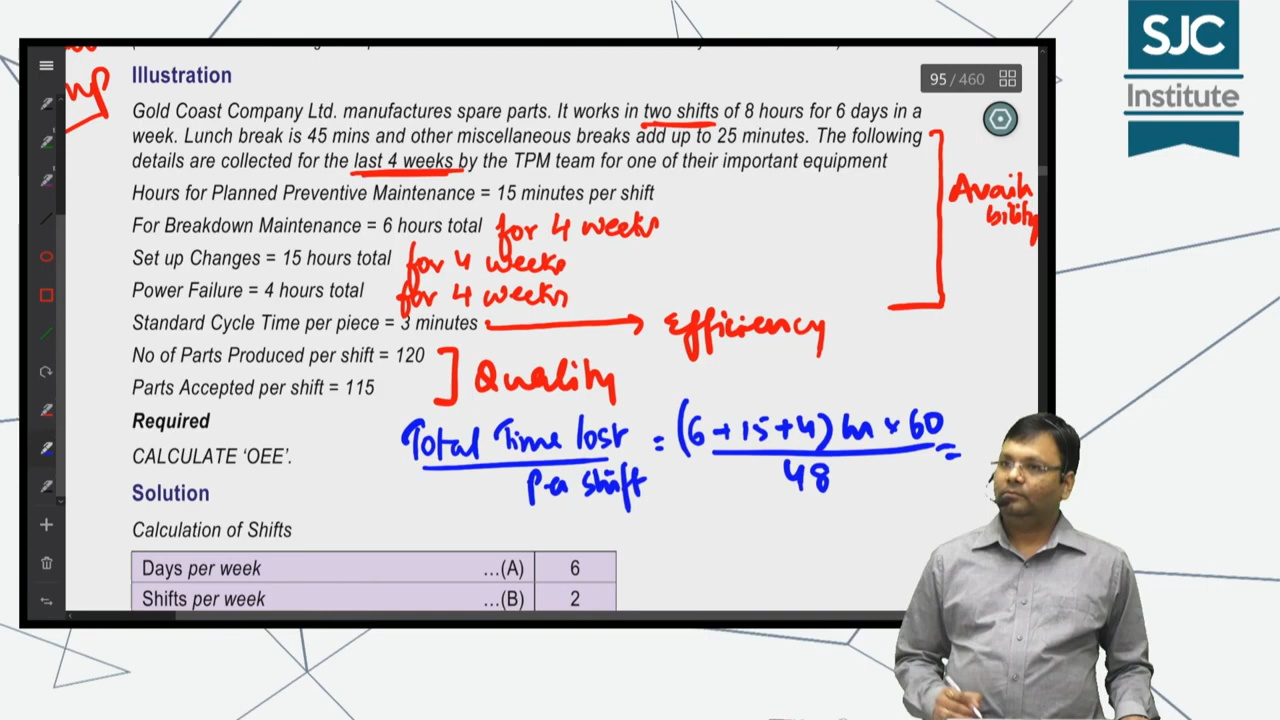 SJC
Institute
95 / 460
up
Illustration
Gold Coast Company Ltd. manufactures spare parts. It works in two shifts of 8 hours for 6 days in a
week. Lunch break is 45 mins and other miscellaneous breaks add up to 25 minutes. The following
details are collected for the last 4 weeks by the TPM team for one of their important equipment
Avail
bility
Hours for Planned Preventive Maintenance = 15 minutes per shift
For Breakdown Maintenance = 6 hours total for 4 weeks
Set up Changes = 15 hours total for 4 weeks
Power Failure = 4 hours total for 4 weeks
Standard Cycle Time per piece = 3 minutes Efficiency
No of Parts Produced per shift = 120
Quality
Parts Accepted per shift = 115
Required
CALCULATE 'OEE'.
Total Time lost = (6+15+4) hr × 60 =
per shift 48
Solution
Calculation of Shifts
Days per week ...(A) 6
Shifts per week ...(B) 2